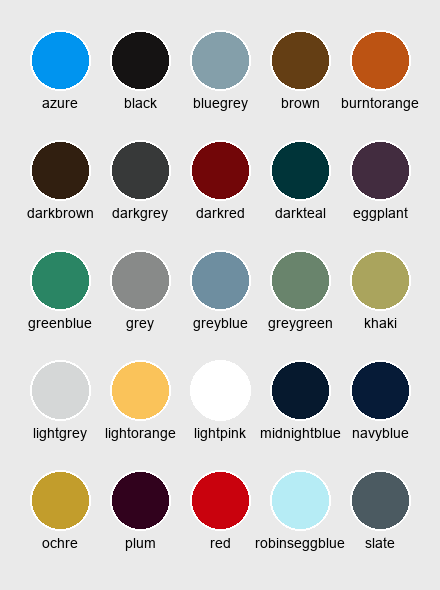 azure black bluegrey brown burntorange
darkbrown darkgrey darkred darkteal eggplant
greenblue grey greyblue greygreen khaki
lightgrey lightorange lightpink midnightblue navyblue
ochre plum red robinseggblue slate